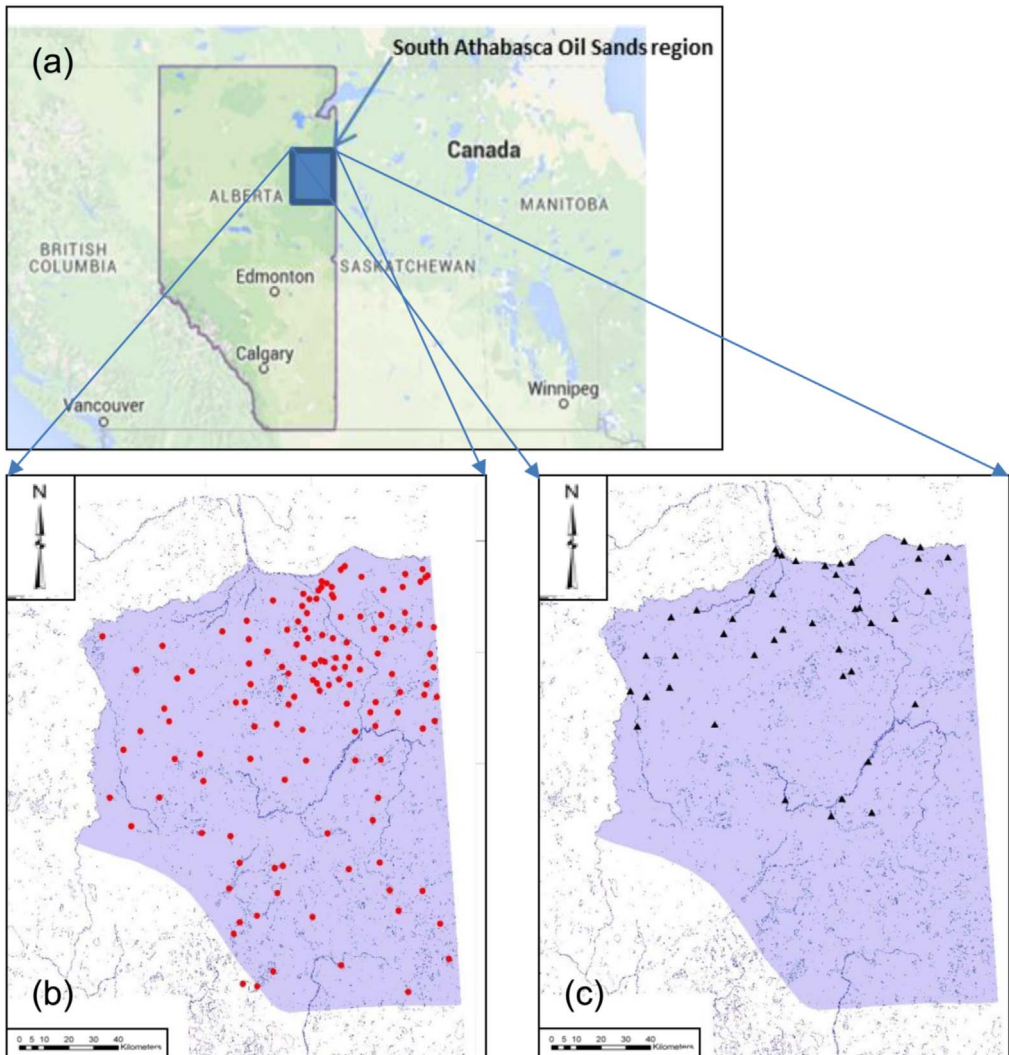 (a)
South Athabasca Oil Sands region
Canada
ALBERTA
MANITOBA
BRITISH
COLUMBIA
SASKATCHEWAN
Edmonton
Calgary
Vancouver
Winnipeg
N
N
(b)
(c)
0 5 10 20 30 40
Kilometers
0 5 10 20 30 40
Kilometers